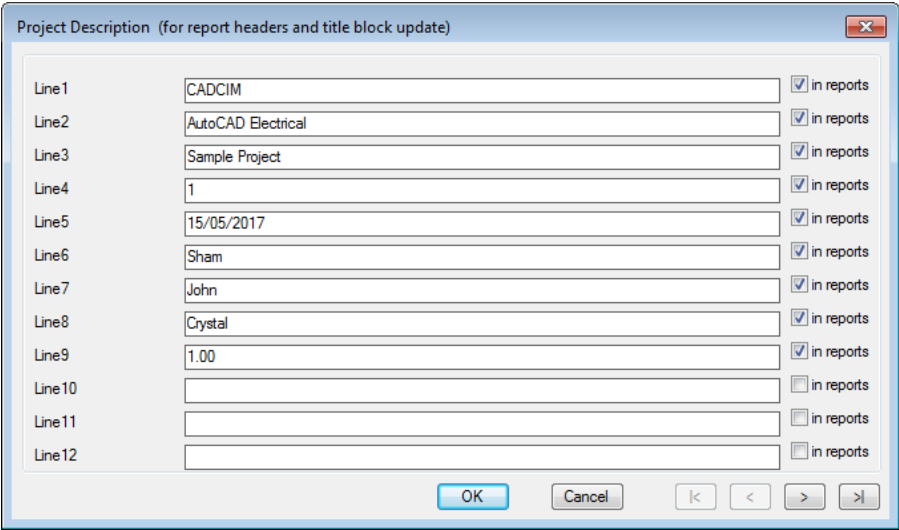 Project Description (for report headers and title block update)
Line1 CADCIM in reports
Line2 AutoCAD Electrical in reports
Line3 Sample Project in reports
Line4 1 in reports
Line5 15/05/2017 in reports
Line6 Sham in reports
Line7 John in reports
Line8 Crystal in reports
Line9 1.00 in reports
Line10 in reports
Line11 in reports
Line12 in reports
OK Cancel |< < > >|